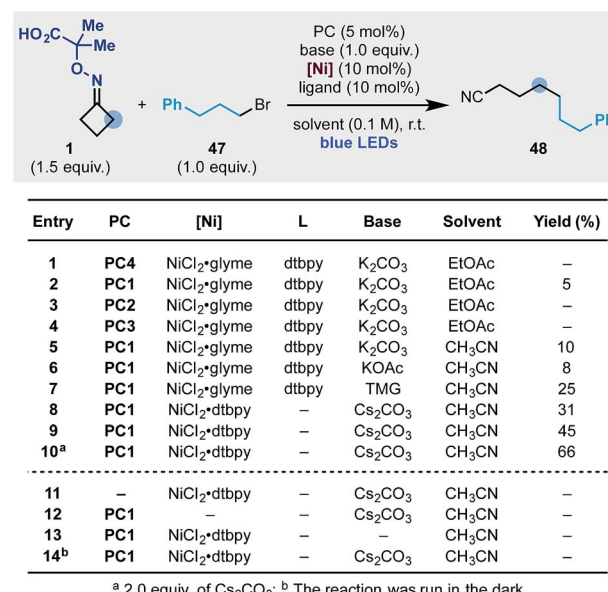 HO₂C Me
Me
O
N
PC (5 mol%)
base (1.0 equiv.)
[Ni] (10 mol%)
ligand (10 mol%)
+ Ph Br
NC
solvent (0.1 M), r.t.
blue LEDs
1 47 48
(1.5 equiv.) (1.0 equiv.)
Entry PC [Ni] L Base Solvent Yield (%)
1 PC4 NiCl₂•glyme dtbpy K₂CO₃ EtOAc –
2 PC1 NiCl₂•glyme dtbpy K₂CO₃ EtOAc 5
3 PC2 NiCl₂•glyme dtbpy K₂CO₃ EtOAc –
4 PC3 NiCl₂•glyme dtbpy K₂CO₃ EtOAc –
5 PC1 NiCl₂•glyme dtbpy K₂CO₃ CH₃CN 10
6 PC1 NiCl₂•glyme dtbpy KOAc CH₃CN 8
7 PC1 NiCl₂•glyme dtbpy TMG CH₃CN 25
8 PC1 NiCl₂•dtbpy – Cs₂CO₃ CH₃CN 31
9 PC1 NiCl₂•dtbpy – Cs₂CO₃ CH₃CN 45
10ᵃ PC1 NiCl₂•dtbpy – Cs₂CO₃ CH₃CN 66
11 – NiCl₂•dtbpy – Cs₂CO₃ CH₃CN –
12 PC1 – – Cs₂CO₃ CH₃CN –
13 PC1 NiCl₂•dtbpy – – CH₃CN –
14ᵇ PC1 NiCl₂•dtbpy – Cs₂CO₃ CH₃CN –
ᵃ 2.0 equiv. of Cs₂CO₃; ᵇ The reaction was run in the dark